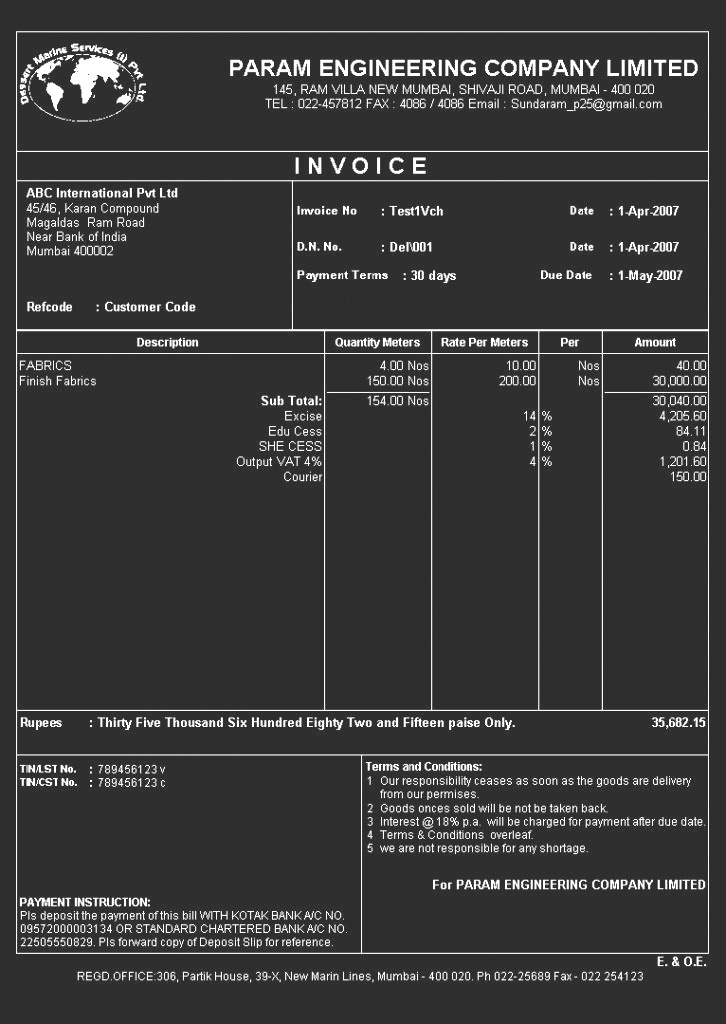 Dessert Marine Services (I) Pvt Ltd.
PARAM ENGINEERING COMPANY LIMITED
145, RAM VILLA NEW MUMBAI, SHIVAJI ROAD, MUMBAI - 400 020
TEL : 022-457812 FAX : 4086 / 4086 Email : Sundaram_p25@gmail.com
INVOICE
ABC International Pvt Ltd
45/46, Karan Compound
Magaldas Ram Road
Near Bank of India
Mumbai 400002
Refcode : Customer Code
Invoice No : Test1Vch Date : 1-Apr-2007
D.N. No. : Del\001 Date : 1-Apr-2007
Payment Terms : 30 days Due Date : 1-May-2007
Description Quantity Meters Rate Per Meters Per Amount
FABRICS 4.00 Nos 10.00 Nos 40.00
Finish Fabrics 150.00 Nos 200.00 Nos 30,000.00
Sub Total: 154.00 Nos 30,040.00
Excise 14 % 4,205.60
Edu Cess 2 % 84.11
SHE CESS 1 % 0.84
Output VAT 4% 4 % 1,201.60
Courier 150.00
Rupees : Thirty Five Thousand Six Hundred Eighty Two and Fifteen paise Only. 35,682.15
TIN/LST No. : 789456123 v
TIN/CST No. : 789456123 c
PAYMENT INSTRUCTION:
Pls deposit the payment of this bill WITH KOTAK BANK A/C NO.
09572000003134 OR STANDARD CHARTERED BANK A/C NO.
22505550829. Pls forward copy of Deposit Slip for reference.
Terms and Conditions:
1 Our responsibility ceases as soon as the goods are delivery
from our permises.
2 Goods onces sold will be not be taken back.
3 Interest @ 18% p.a. will be charged for payment after due date.
4 Terms & Conditions overleaf.
5 we are not responsible for any shortage.
For PARAM ENGINEERING COMPANY LIMITED
E. & O.E.
REGD.OFFICE:306, Partik House, 39-X, New Marin Lines, Mumbai - 400 020. Ph 022-25689 Fax - 022 254123